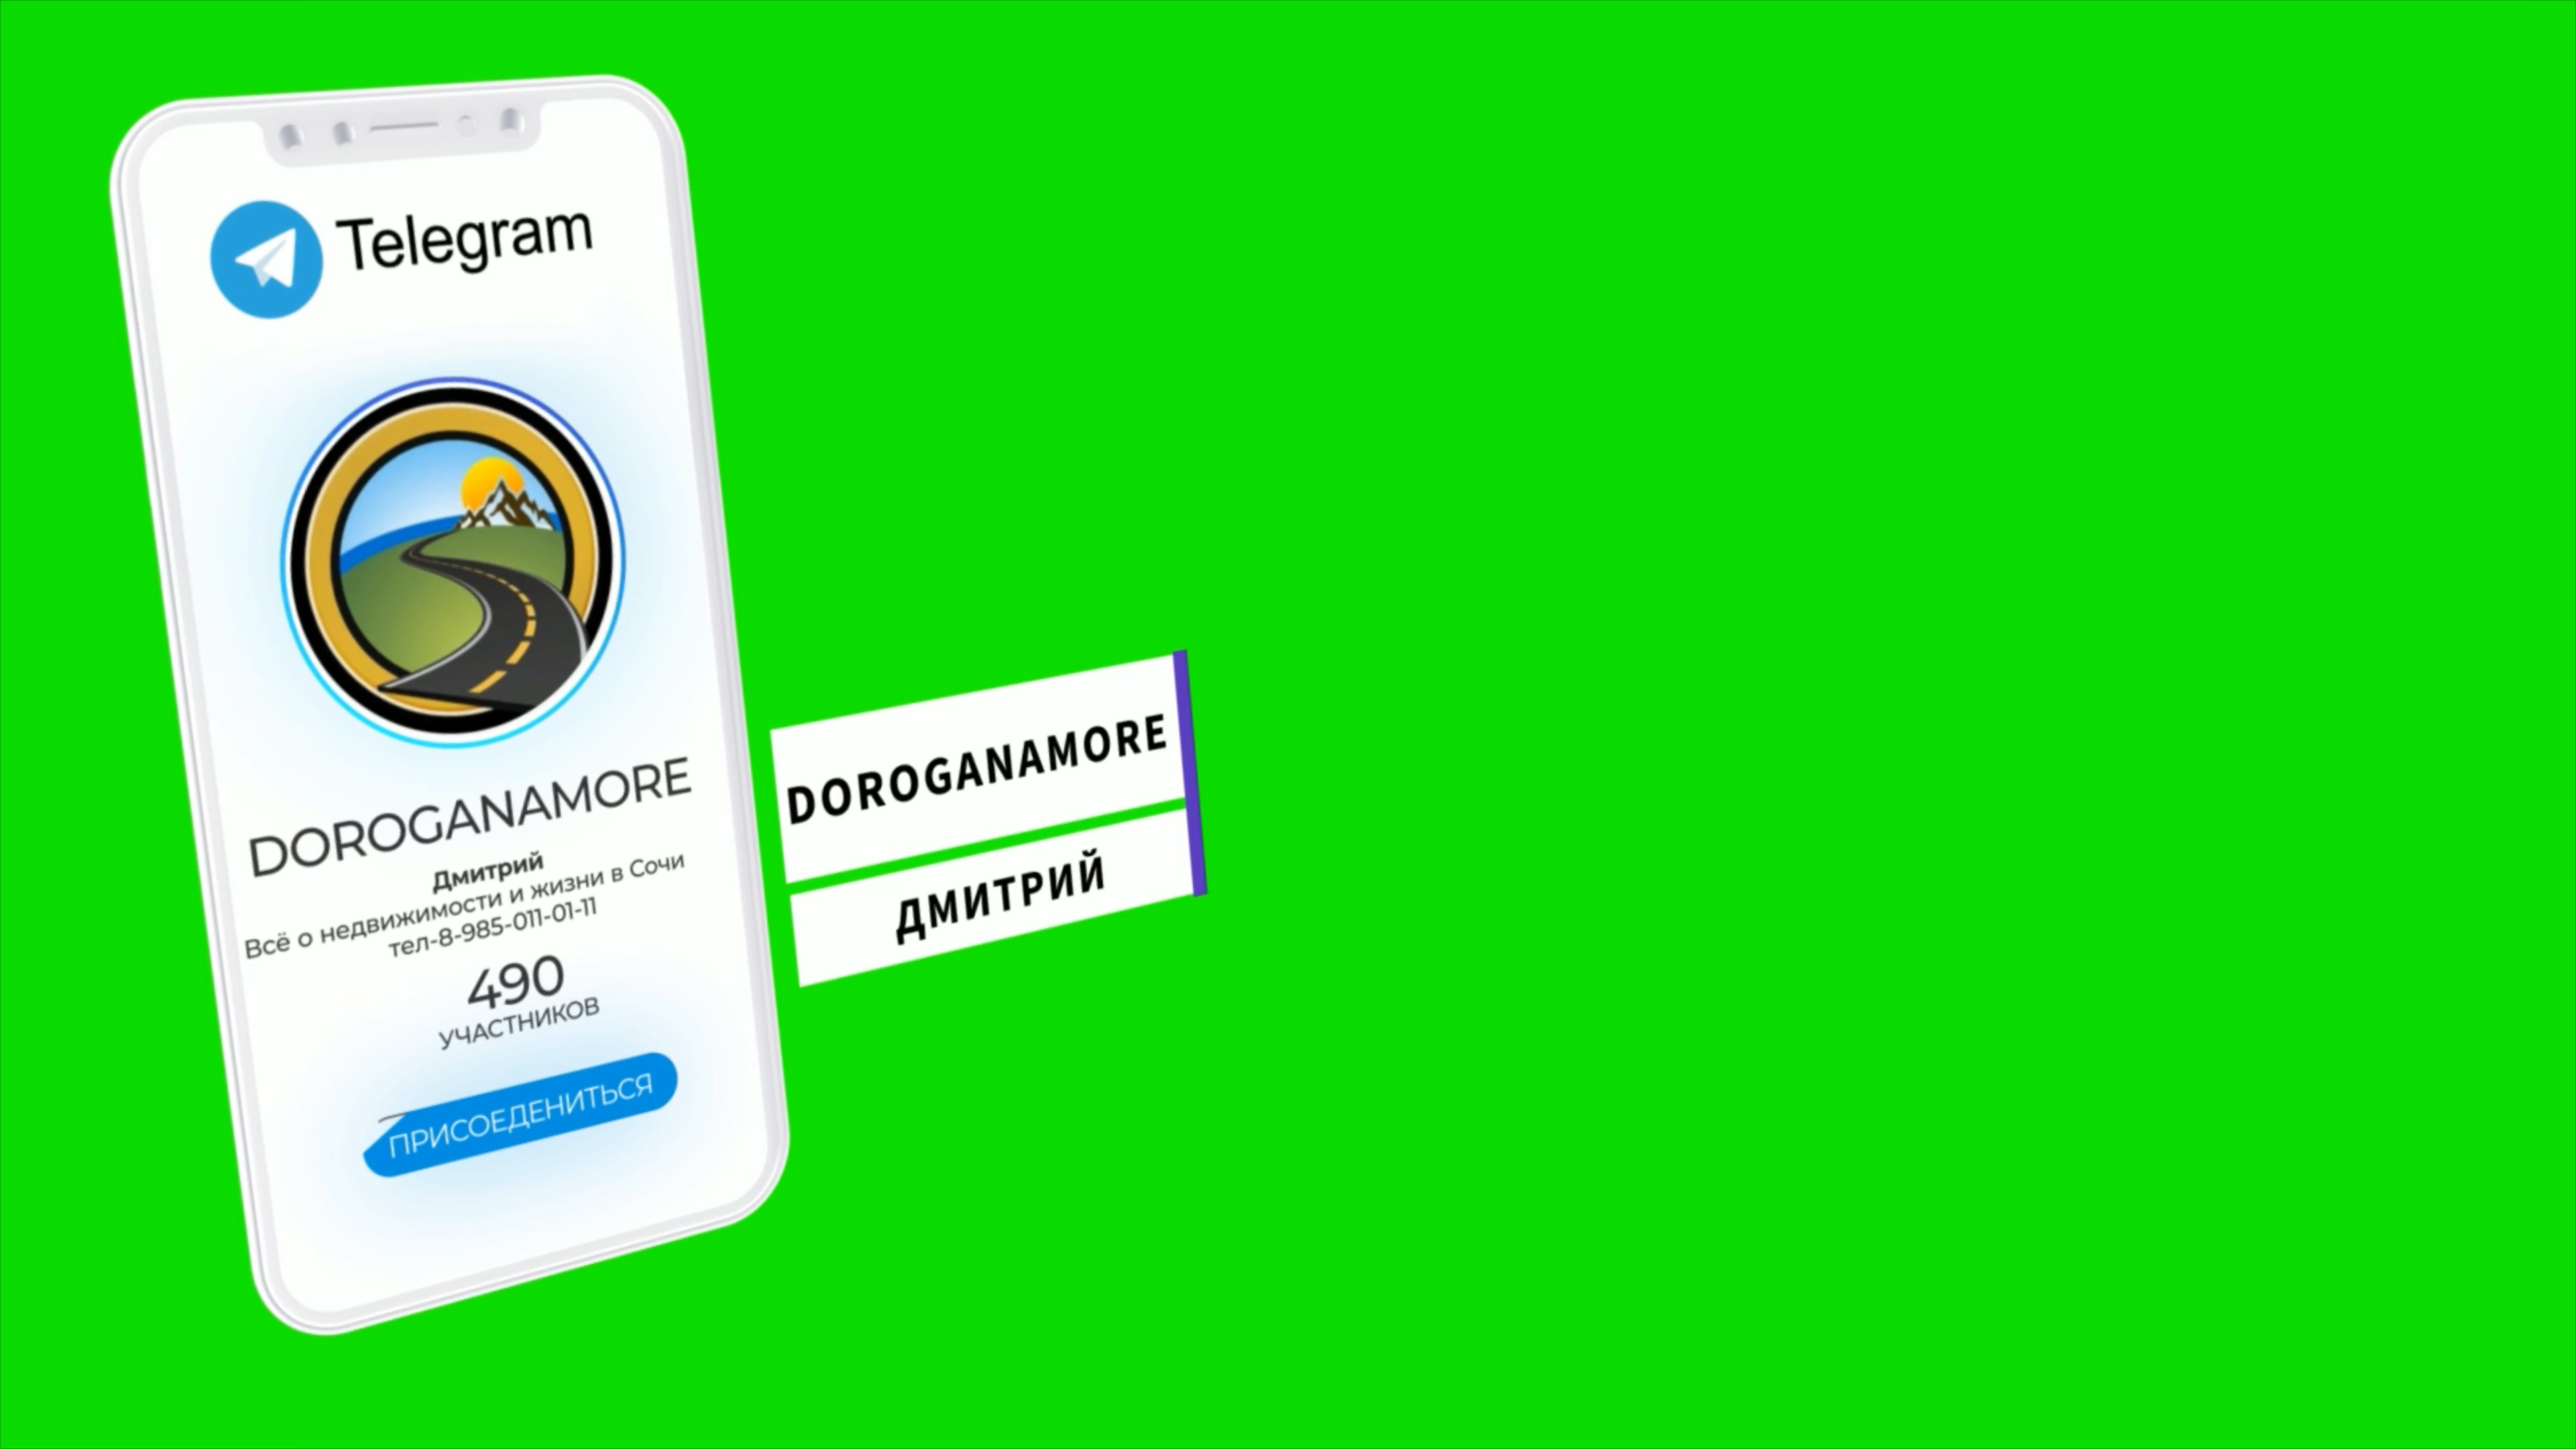 Telegram
DOROGANAMORE
Дмитрий
Всё о недвижимости и жизни в Сочи
тел-8-985-011-01-11
490
УЧАСТНИКОВ
ПРИСОЕДЕНИТЬСЯ
DOROGANAMORE
ДМИТРИЙ